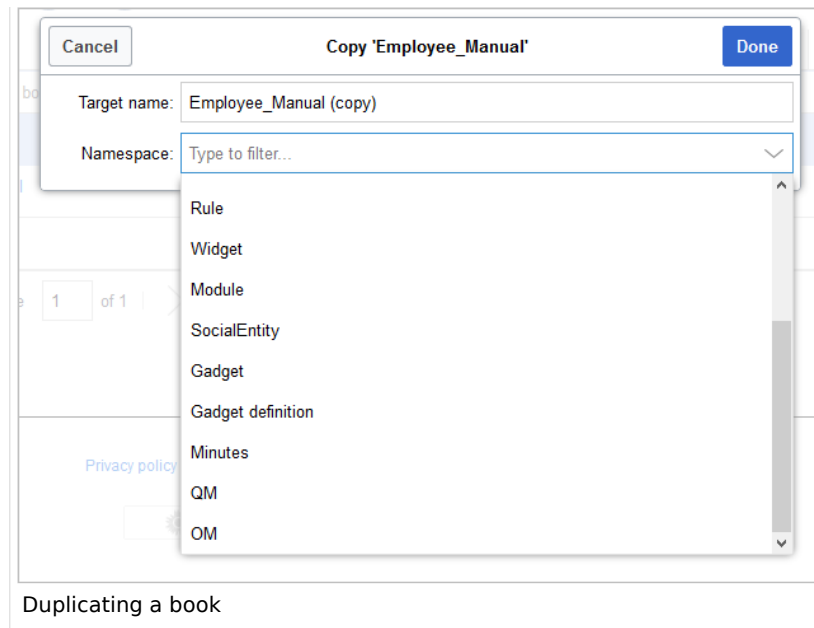 Cancel Copy 'Employee_Manual' Done
bo
Target name: Employee_Manual (copy)
Namespace: Type to filter...
Rule
Widget
Module
1 of 1
SocialEntity
Gadget
Gadget definition
Minutes
Privacy policy
QM
OM
Duplicating a book